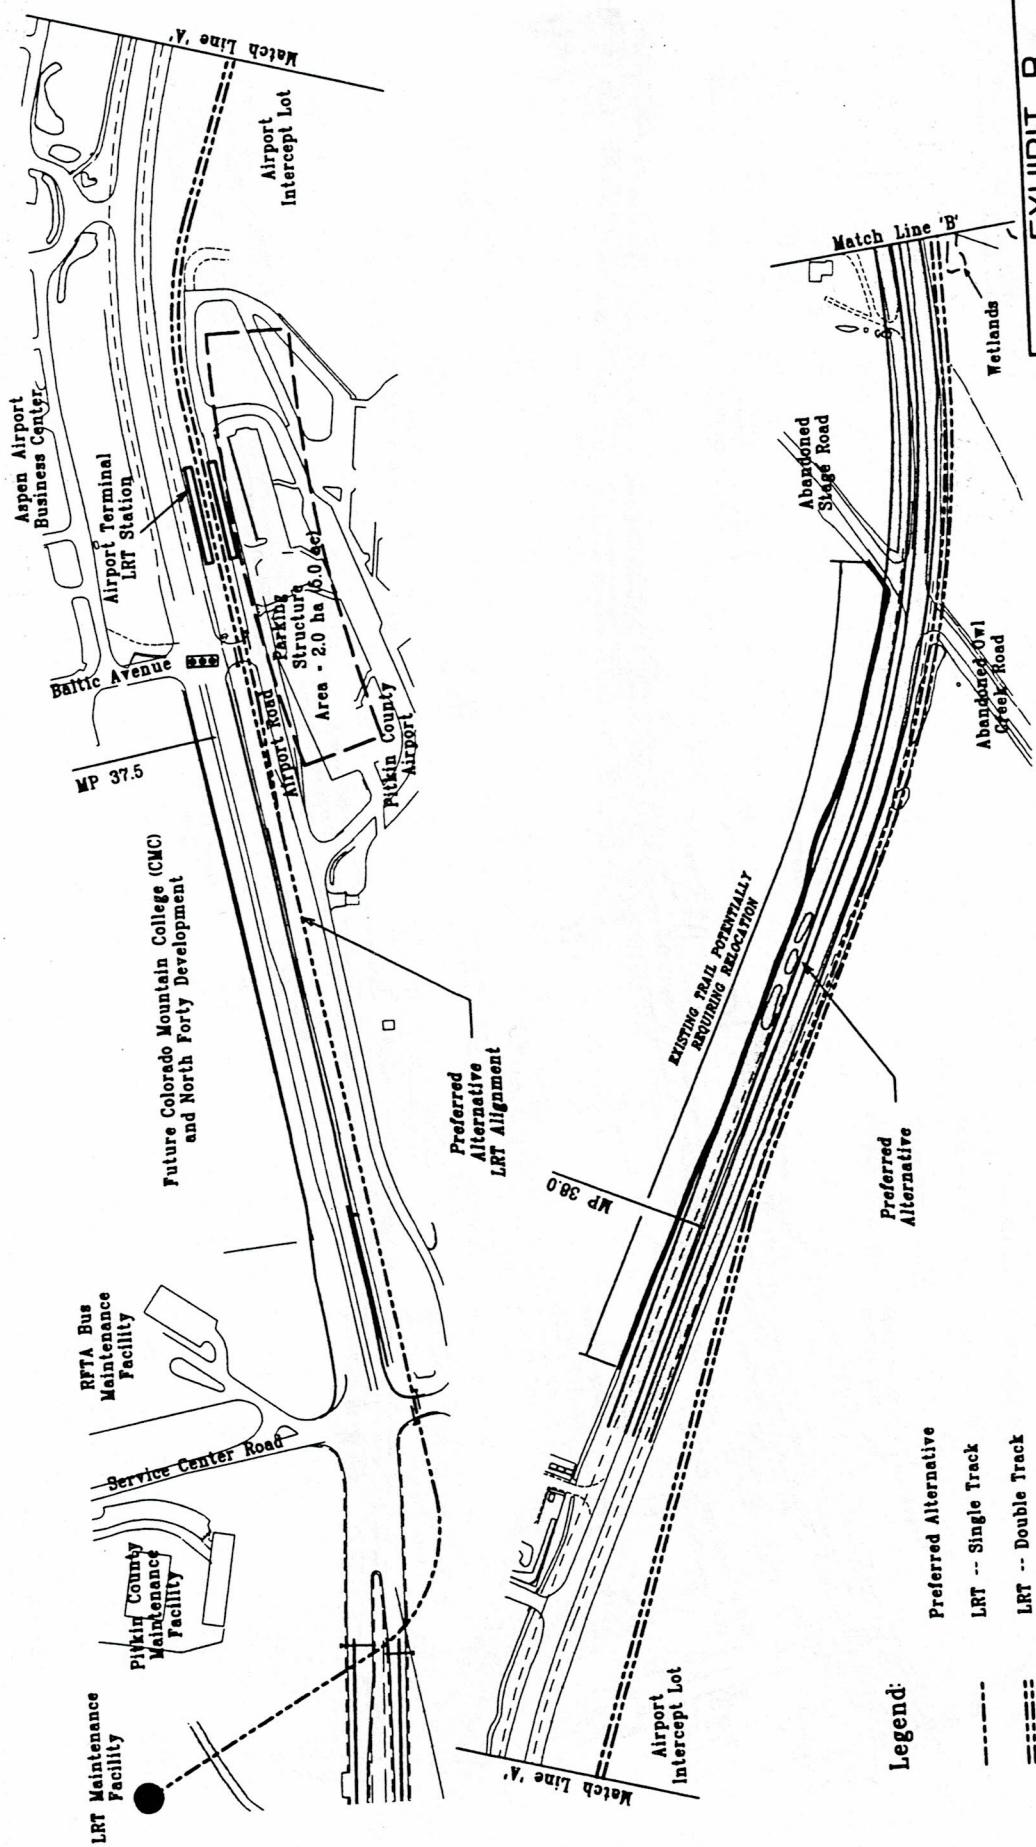 LRT Maintenance
Facility
Pitkin County
Maintenance
Facility
Service Center Road
RFTA Bus
Maintenance
Facility
Future Colorado Mountain College (CMC)
and North Forty Development
MP 37.5
Baltic Avenue
Airport Terminal
LRT Station
Aspen Airport
Business Center
Match Line 'A'
Airport
Intercept Lot
Parking
Structure
Area - 2.0 ha (5.0 ac)
Airport Road
Pitkin County
Airport
Preferred
Alternative
LRT Alignment
Match Line 'A'
Airport
Intercept Lot
MP 38.0
EXISTING TRAIL POTENTIALLY
REQUIRING RELOCATION
Preferred
Alternative
Abandoned
Stage Road
Abandoned Owl
Creek Road
Match Line 'B'
Wetlands
Legend:
Preferred Alternative
LRT -- Single Track
LRT -- Double Track
EXHIBIT B